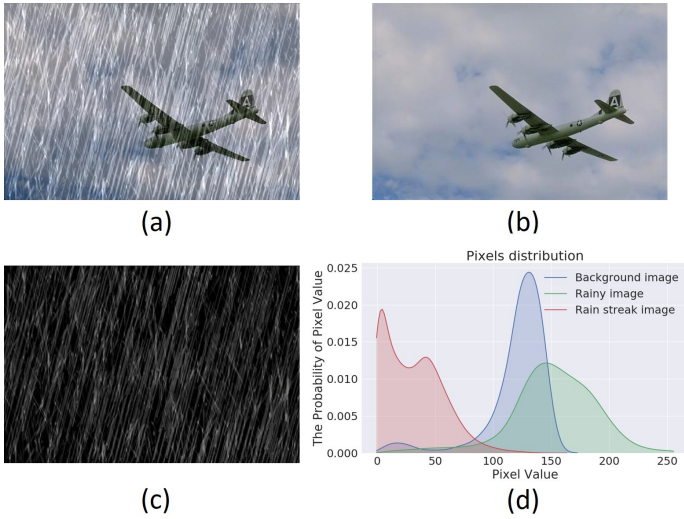 A
A
(a)
(b)
Pixels distribution
Background image
Rainy image
Rain streak image
The Probability of Pixel Value
0.025
0.020
0.015
0.010
0.005
0.000
0
50
100
150
200
250
Pixel Value
(c)
(d)